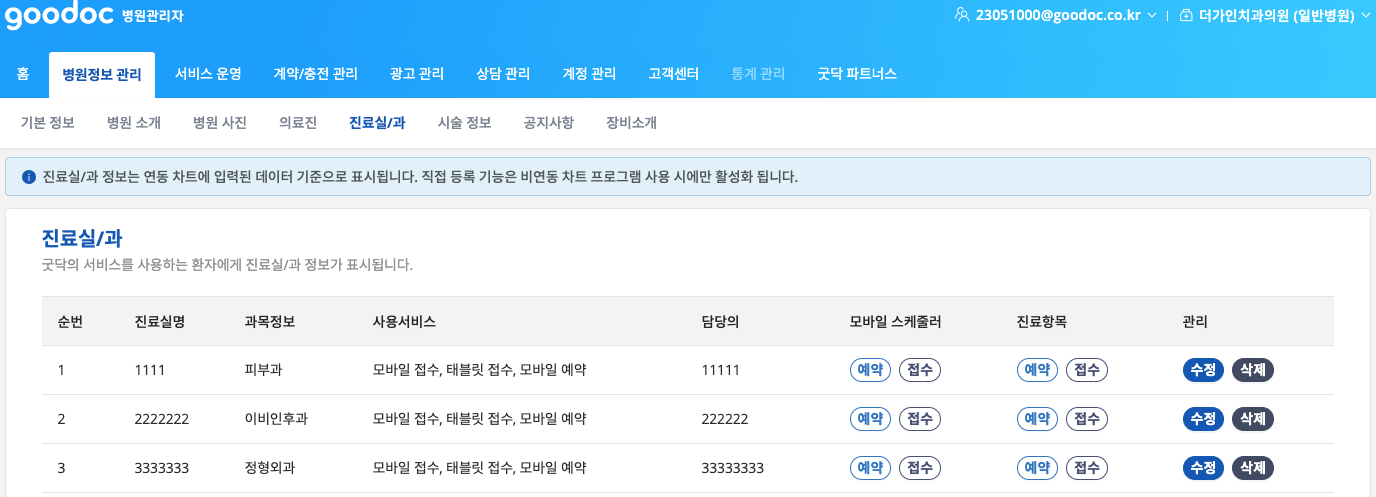 goodoc 병원관리자 23051000@goodoc.co.kr 더가인치과의원 (일반병원)
홈 병원정보 관리 서비스 운영 계약/충전 관리 광고 관리 상담 관리 계정 관리 고객센터 통계 관리 굿닥 파트너스
기본 정보 병원 소개 병원 사진 의료진 진료실/과 시술 정보 공지사항 장비소개
진료실/과 정보는 연동 차트에 입력된 데이터 기준으로 표시됩니다. 직접 등록 기능은 비연동 차트 프로그램 사용 시에만 활성화 됩니다.
진료실/과
굿닥의 서비스를 사용하는 환자에게 진료실/과 정보가 표시됩니다.
순번 진료실명 과목정보 사용서비스 담당의 모바일 스케줄러 진료항목 관리
1 1111 피부과 모바일 접수, 태블릿 접수, 모바일 예약 11111 예약 접수 예약 접수 수정 삭제
2 2222222 이비인후과 모바일 접수, 태블릿 접수, 모바일 예약 222222 예약 접수 예약 접수 수정 삭제
3 3333333 정형외과 모바일 접수, 태블릿 접수, 모바일 예약 33333333 예약 접수 예약 접수 수정 삭제